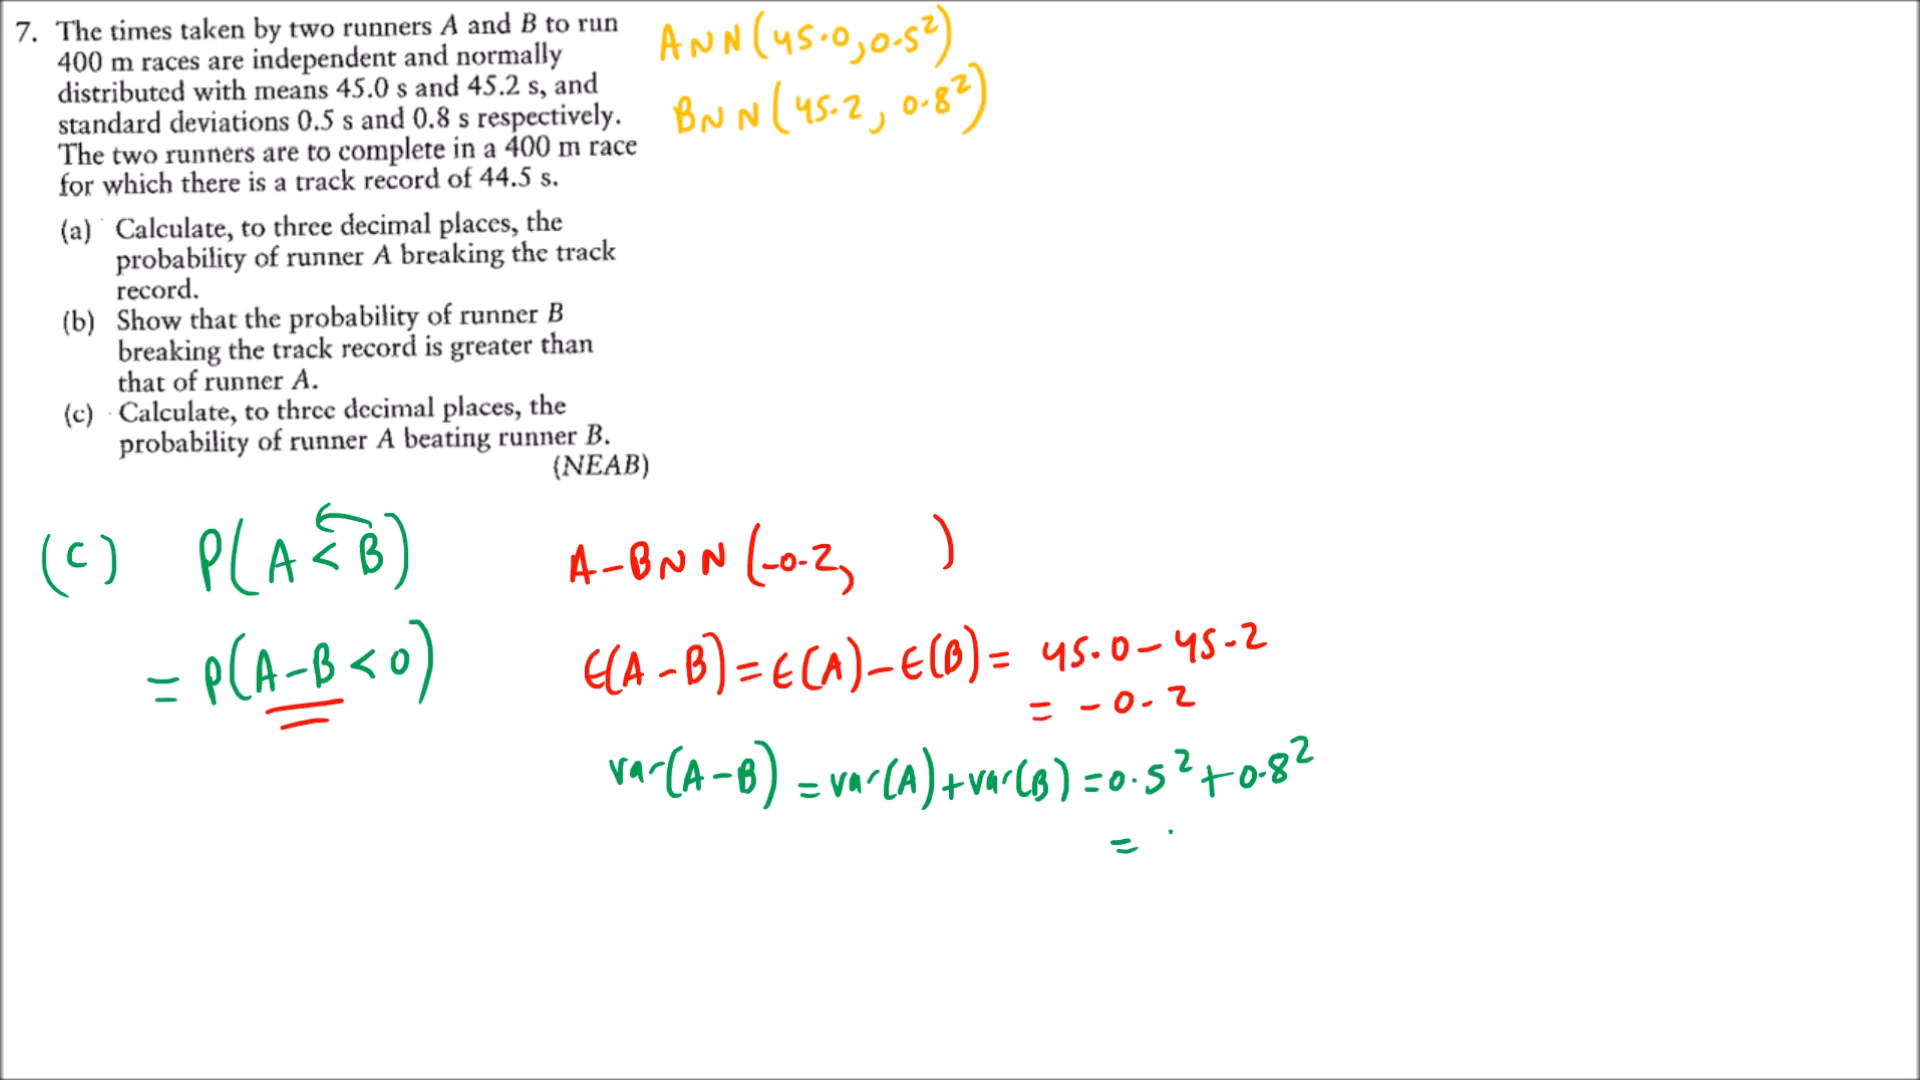 7. The times taken by two runners A and B to run
400 m races are independent and normally
distributed with means 45.0 s and 45.2 s, and
standard deviations 0.5 s and 0.8 s respectively.
The two runners are to complete in a 400 m race
for which there is a track record of 44.5 s.
(a) Calculate, to three decimal places, the
probability of runner A breaking the track
record.
(b) Show that the probability of runner B
breaking the track record is greater than
that of runner A.
(c) Calculate, to three decimal places, the
probability of runner A beating runner B.
(NEAB)
A ~ N(45.0, 0.5²)
B ~ N(45.2, 0.8²)
(c) P(A < B)
= P(A - B < 0)
A - B ~ N(-0.2, )
E(A - B) = E(A) - E(B) = 45.0 - 45.2
= -0.2
var(A - B) = var(A) + var(B) = 0.5² + 0.8²
=